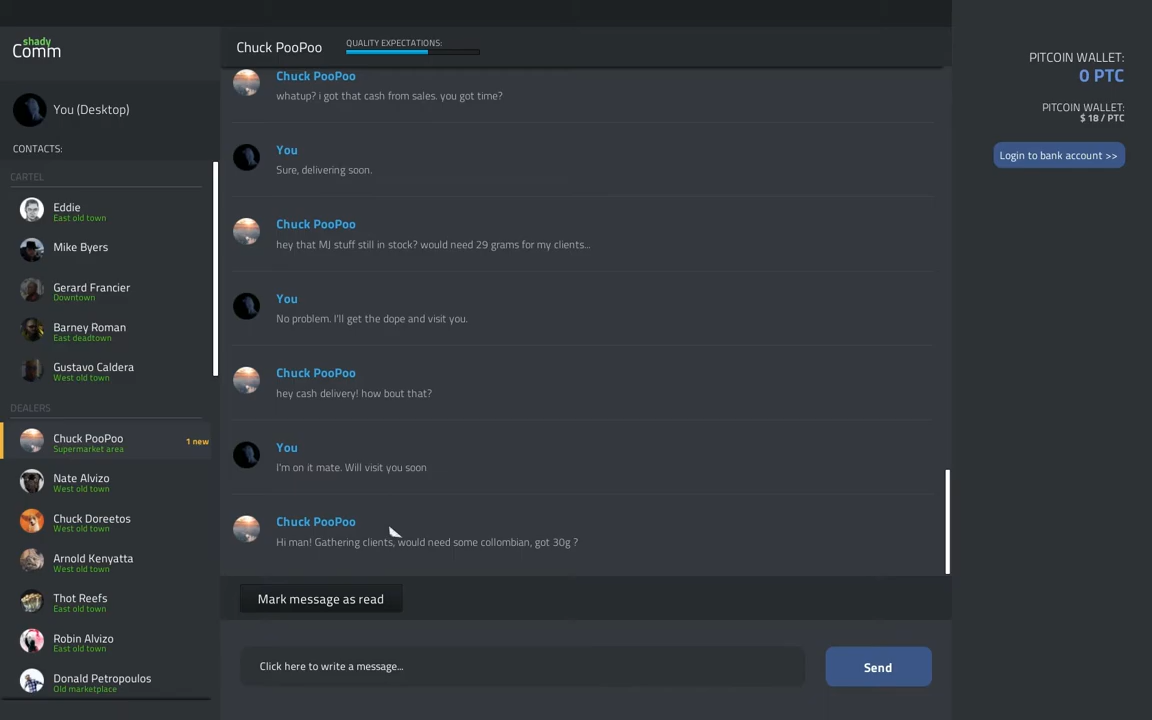 shady
Comm
You (Desktop)
CONTACTS:
CARTEL
Eddie
East old town
Mike Byers
Gerard Francier
Downtown
Barney Roman
East deadtown
Gustavo Caldera
West old town
DEALERS
Chuck PooPoo
Supermarket area
1 new
Nate Alvizo
West old town
Chuck Doreetos
West old town
Arnold Kenyatta
West old town
Thot Reefs
East old town
Robin Alvizo
East old town
Donald Petropoulos
Old marketplace
Chuck PooPoo
QUALITY EXPECTATIONS:
Chuck PooPoo
whatup? i got that cash from sales. you got time?
You
Sure, delivering soon.
Chuck PooPoo
hey that MJ stuff still in stock? would need 29 grams for my clients...
You
No problem. I'll get the dope and visit you.
Chuck PooPoo
hey cash delivery! how bout that?
You
I'm on it mate. Will visit you soon
Chuck PooPoo
Hi man! Gathering clients, would need some collombian, got 30g ?
Mark message as read
Click here to write a message...
Send
PITCOIN WALLET:
0 PTC
PITCOIN WALLET:
$ 18 / PTC
Login to bank account >>